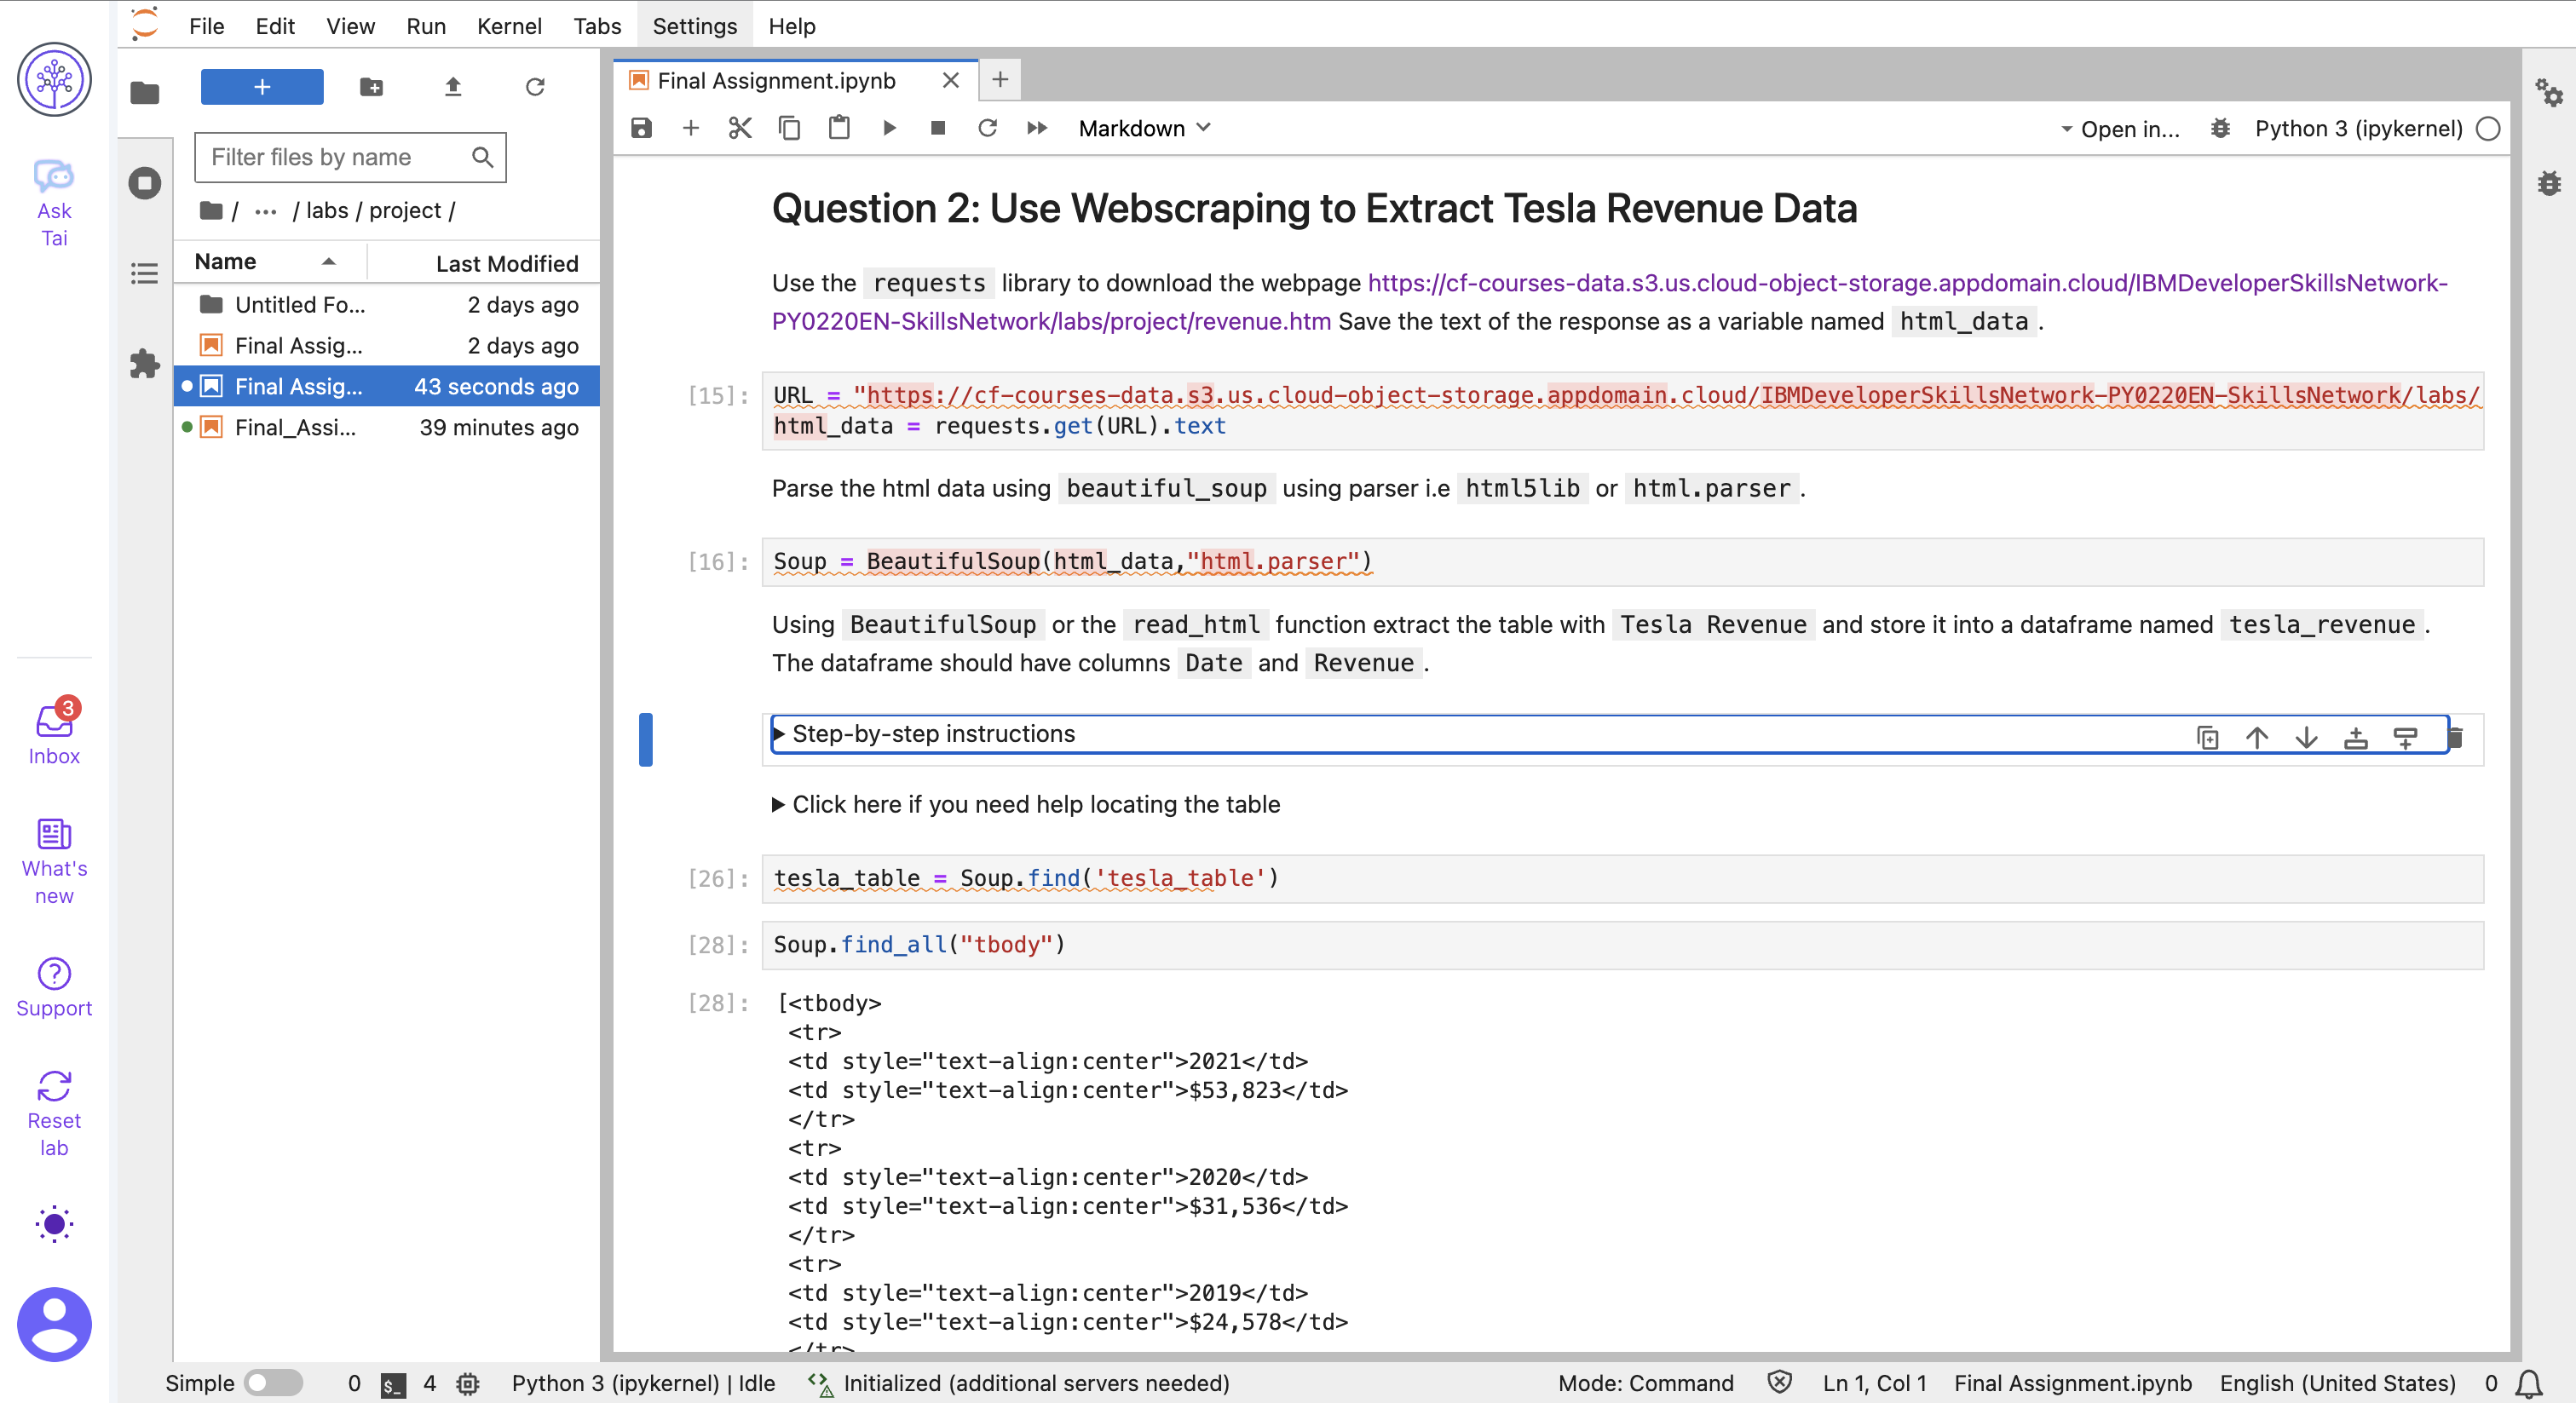 File Edit View Run Kernel Tabs Settings Help
Ask
Tai
Inbox
3
What's
new
Support
Reset
lab
Filter files by name
/ ... / labs / project /
Name Last Modified
Untitled Fo... 2 days ago
Final Assig... 2 days ago
Final Assig... 43 seconds ago
Final_Assi... 39 minutes ago
Final Assignment.ipynb
Markdown Open in... Python 3 (ipykernel)
Question 2: Use Webscraping to Extract Tesla Revenue Data
Use the requests library to download the webpage https://cf-courses-data.s3.us.cloud-object-storage.appdomain.cloud/IBMDeveloperSkillsNetwork-
PY0220EN-SkillsNetwork/labs/project/revenue.htm Save the text of the response as a variable named html_data .
[15]: URL = "https://cf-courses-data.s3.us.cloud-object-storage.appdomain.cloud/IBMDeveloperSkillsNetwork-PY0220EN-SkillsNetwork/labs/
html_data = requests.get(URL).text
Parse the html data using beautiful_soup using parser i.e html5lib or html.parser .
[16]: Soup = BeautifulSoup(html_data,"html.parser")
Using BeautifulSoup or the read_html function extract the table with Tesla Revenue and store it into a dataframe named tesla_revenue .
The dataframe should have columns Date and Revenue .
Step-by-step instructions
Click here if you need help locating the table
[26]: tesla_table = Soup.find('tesla_table')
[28]: Soup.find_all("tbody")
[28]: [<tbody>
<tr>
<td style="text-align:center">2021</td>
<td style="text-align:center">$53,823</td>
</tr>
<tr>
<td style="text-align:center">2020</td>
<td style="text-align:center">$31,536</td>
</tr>
<tr>
<td style="text-align:center">2019</td>
<td style="text-align:center">$24,578</td>
</tr>
Simple 0 $_ 4 Python 3 (ipykernel) | Idle Initialized (additional servers needed) Mode: Command Ln 1, Col 1 Final Assignment.ipynb English (United States) 0